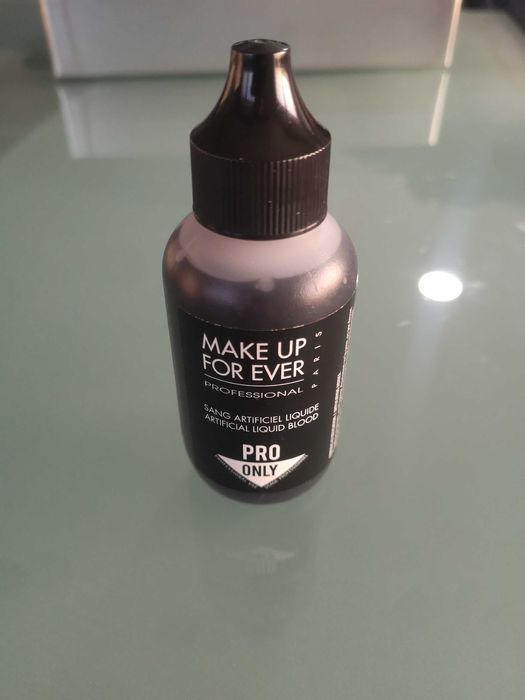 MAKE UP
FOR EVER
PROFESSIONAL
PARIS
SANG ARTIFICIEL LIQUIDE
ARTIFICIAL LIQUID BLOOD
PRO
ONLY